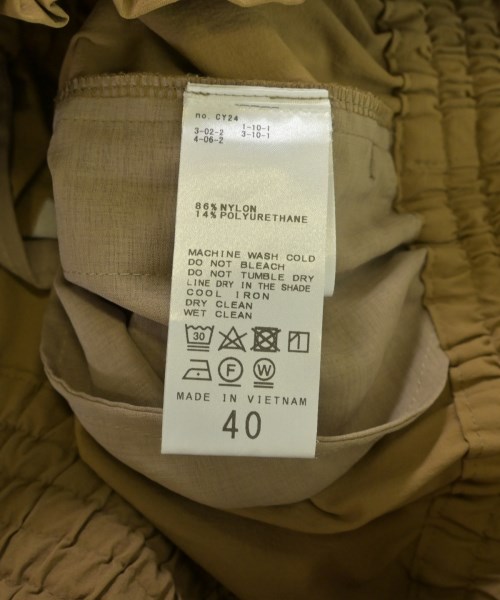 no. CY24
3-02-2 1-10-1
4-06-2 3-10-1
86% NYLON
14% POLYURETHANE
MACHINE WASH COLD
DO NOT BLEACH
DO NOT TUMBLE DRY
LINE DRY IN THE SHADE
COOL IRON
DRY CLEAN
WET CLEAN
30
F W
MADE IN VIETNAM
40